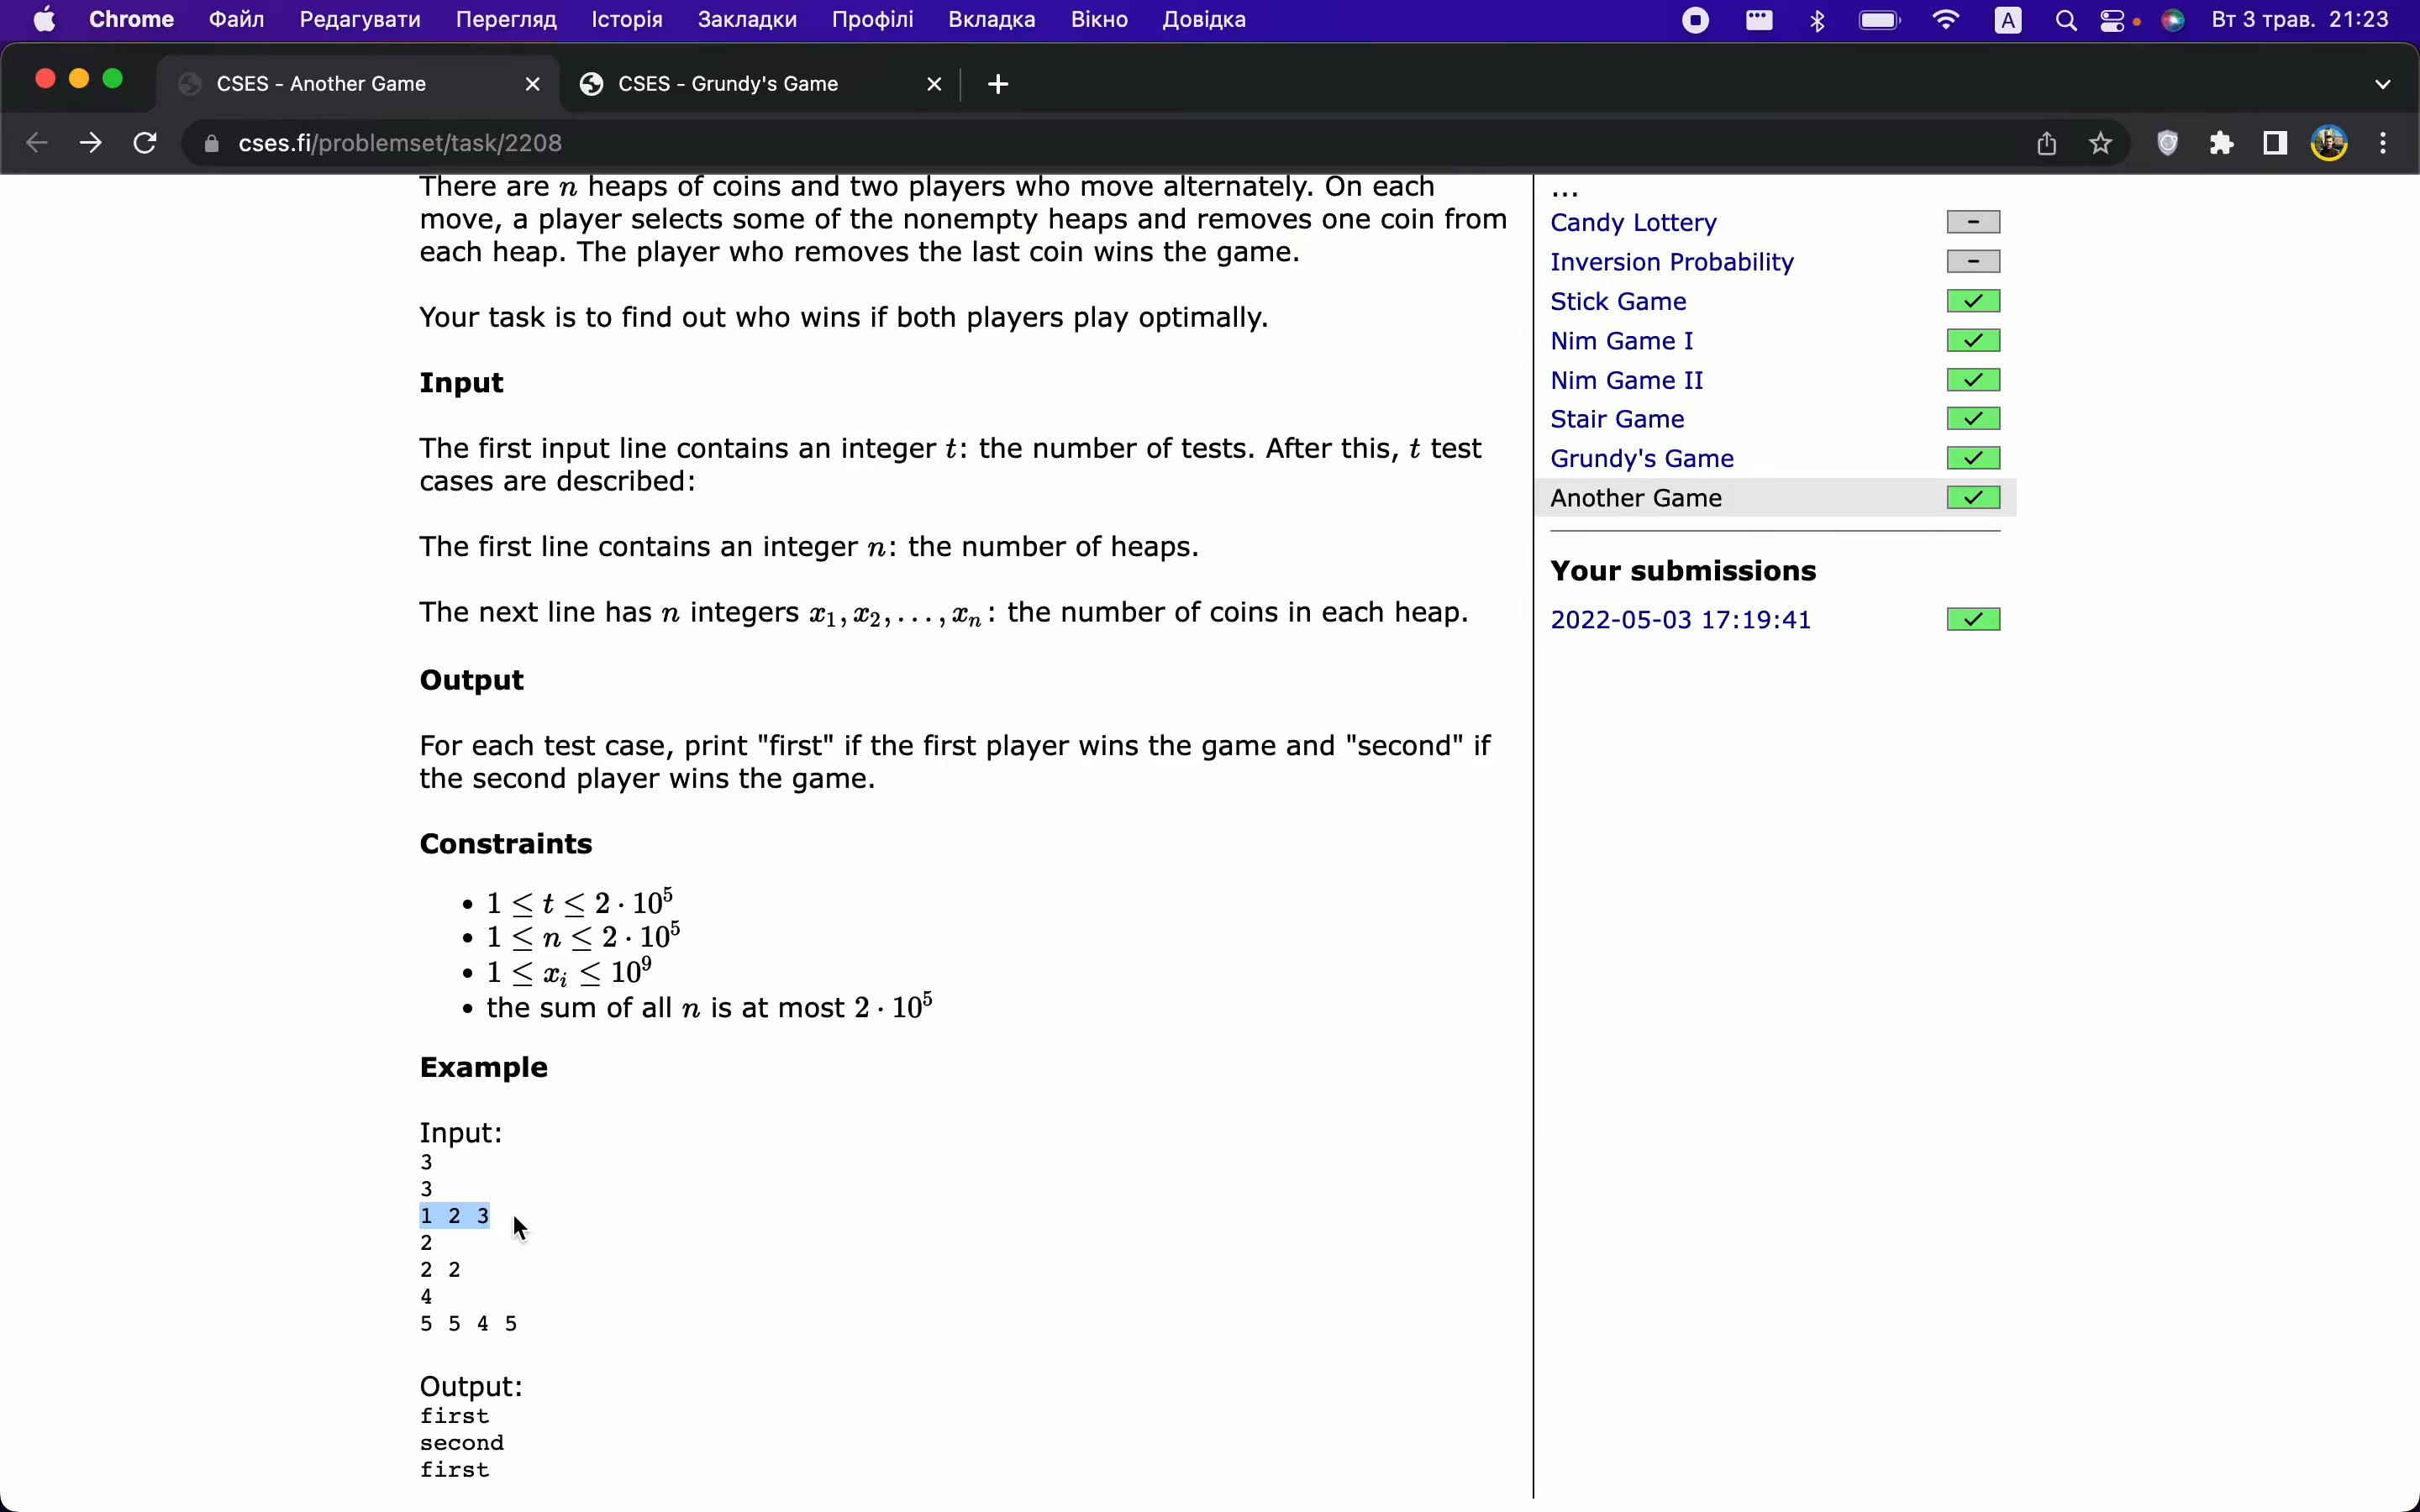 Chrome Файл Редагувати Перегляд Історія Закладки Профілі Вкладка Вікно Довідка A Вт 3 трав. 21:23
CSES - Another Game CSES - Grundy's Game
cses.fi/problemset/task/2208
There are n heaps of coins and two players who move alternately. On each
move, a player selects some of the nonempty heaps and removes one coin from
each heap. The player who removes the last coin wins the game.
Your task is to find out who wins if both players play optimally.
Input
The first input line contains an integer t: the number of tests. After this, t test
cases are described:
The first line contains an integer n: the number of heaps.
The next line has n integers x₁, x₂, ..., xₙ: the number of coins in each heap.
Output
For each test case, print "first" if the first player wins the game and "second" if
the second player wins the game.
Constraints
• 1 ≤ t ≤ 2 · 10⁵
• 1 ≤ n ≤ 2 · 10⁵
• 1 ≤ xᵢ ≤ 10⁹
• the sum of all n is at most 2 · 10⁵
Example
Input:
3
3
1 2 3
2
2 2
4
5 5 4 5
Output:
first
second
first
...
Candy Lottery -
Inversion Probability -
Stick Game ✓
Nim Game I ✓
Nim Game II ✓
Stair Game ✓
Grundy's Game ✓
Another Game ✓
Your submissions
2022-05-03 17:19:41 ✓